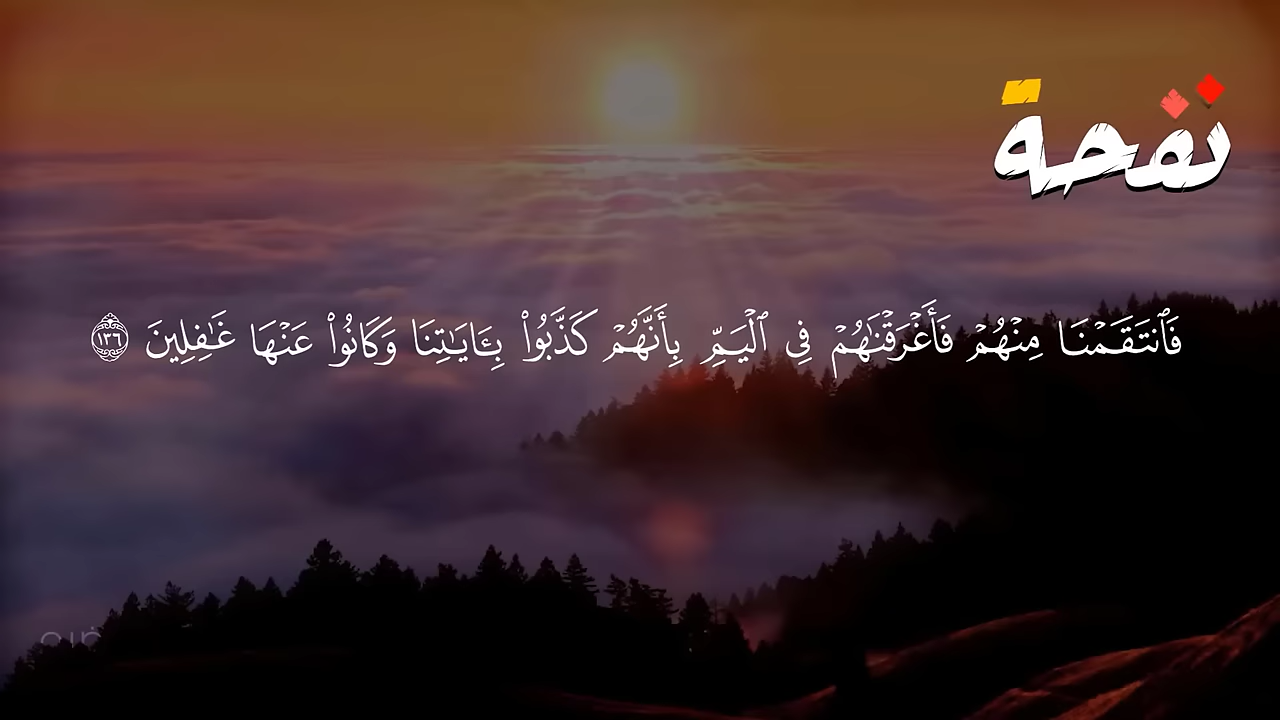 نفحة
فَٱنتَقَمْنَا مِنْهُمْ فَأَغْرَقْنَٰهُمْ فِى ٱلْيَمِّ بِأَنَّهُمْ كَذَّبُوا۟ بِـَٔايَٰتِنَا وَكَانُوا۟ عَنْهَا غَٰفِلِينَ ١٣٦